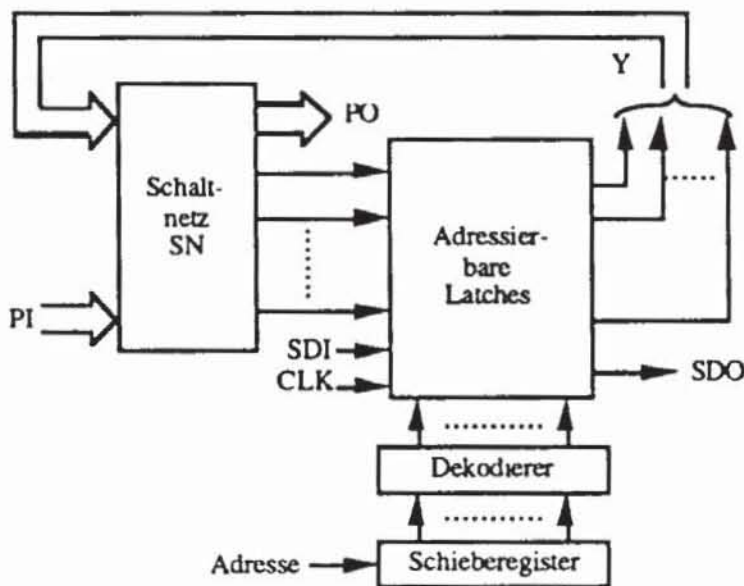 Y
PO
Schalt-
netz
SN
Adressier-
bare
Latches
PI
SDI
CLK
SDO
Dekodierer
Adresse
Schieberegister